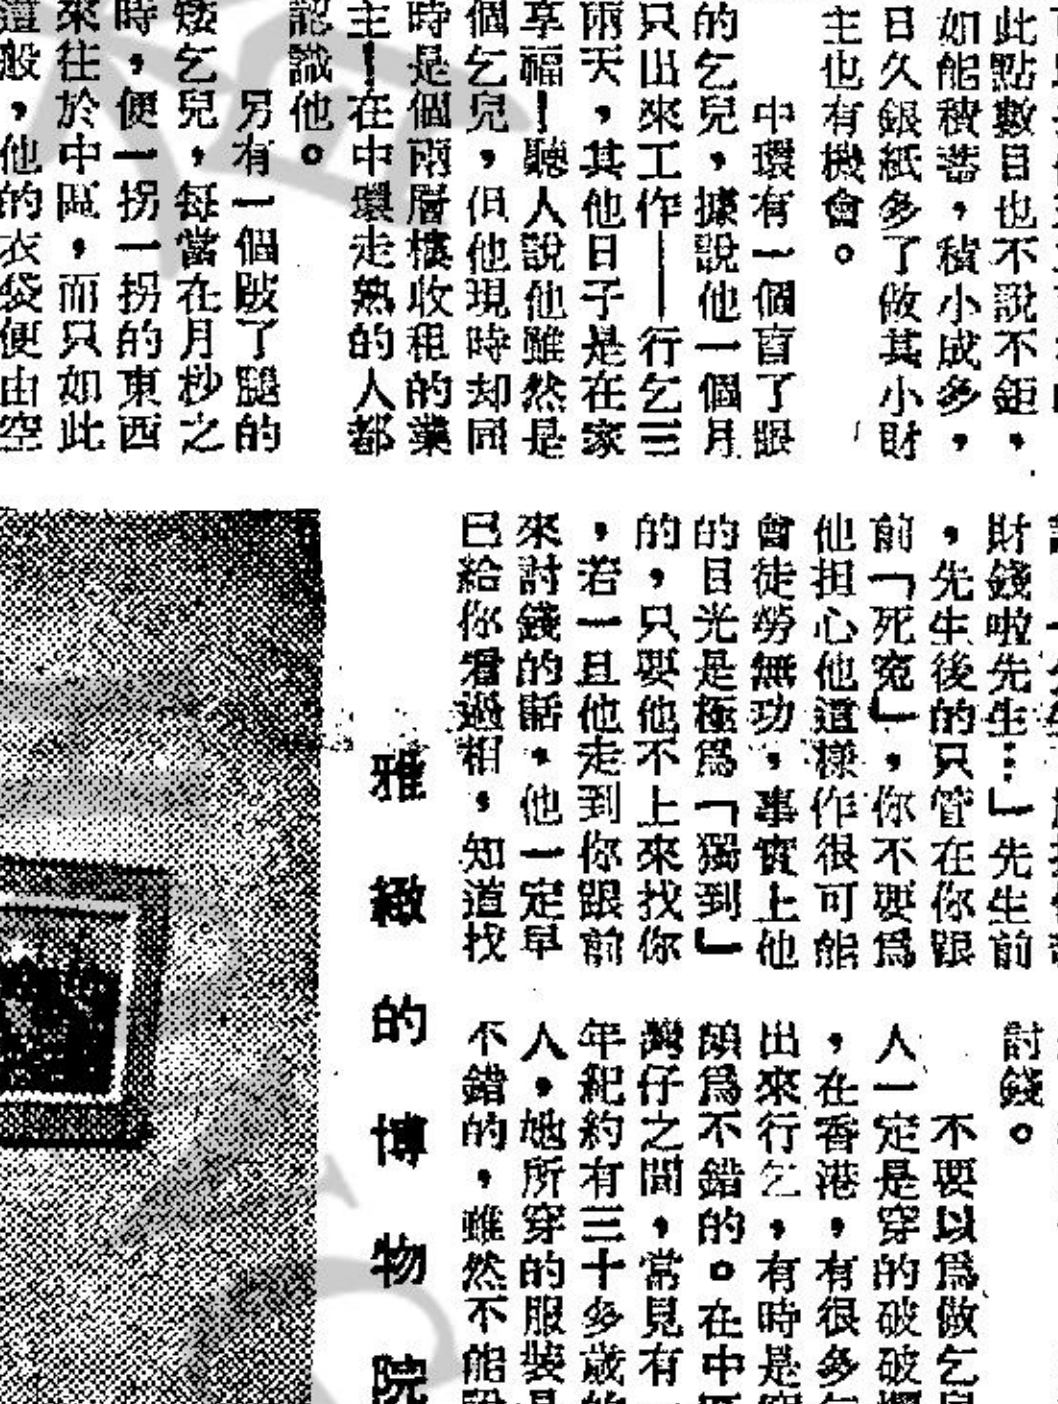 此點數目也不說不鉅，
如能積蓄，積小成多，
日久銀紙多了做其小財
主也有機會。
中環有一個盲了眼
的乞兒，據說他一個月
只出來工作——行乞三
兩天，其他日子是在家
享福！聽人說他雖然是
個乞兒，但他現時却同
時是個兩層樓收租的業
主！在中環走熟的人都
認識他。
另有一個跛了腿的
矮乞兒，每當在月杪之
時，便一拐一拐的東西
來往於中區，而只如此
這般，他的衣袋便由空
財錢啦先生⋯」先生前
，先生後的只管在你跟
前「死寃」，你不要爲
他担心他這樣作很可能
會徒勞無功，事實上他
的目光是極爲「獨到」
的，只要他不上來找你
，若一旦他走到你跟前
來討錢的話，他一定早
已給你看過相，知道找
討錢。
不要以爲做乞
人一定是穿的破破
，在香港，有很多
出來行乞，有時是
頗爲不錯的。在中
灣仔之間，常見有一
年紀約有三十多歲的
人，她所穿的服裝是
不錯的，雖然不能說
雅緻的博物院